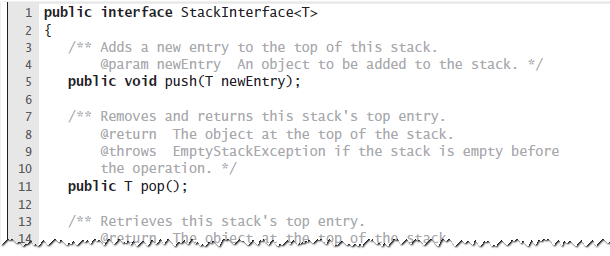 1 public interface StackInterface<T>
2 {
3 /** Adds a new entry to the top of this stack.
4 @param newEntry An object to be added to the stack. */
5 public void push(T newEntry);
6
7 /** Removes and returns this stack's top entry.
8 @return The object at the top of the stack.
9 @throws EmptyStackException if the stack is empty before
10 the operation. */
11 public T pop();
12
13 /** Retrieves this stack's top entry.
14 @return The object at the top of the stack